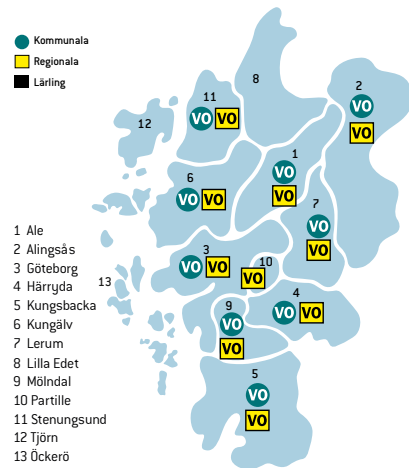 Kommunala
Regionala
Lärling
8
2
VO
VO
11
VO VO
12
1
VO
VO
6
VO VO
7
VO
VO
3
VO VO
10
VO
13
4
VO VO
9
VO
VO
5
VO
VO
1 Ale
2 Alingsås
3 Göteborg
4 Härryda
5 Kungsbacka
6 Kungälv
7 Lerum
8 Lilla Edet
9 Mölndal
10 Partille
11 Stenungsund
12 Tjörn
13 Öckerö